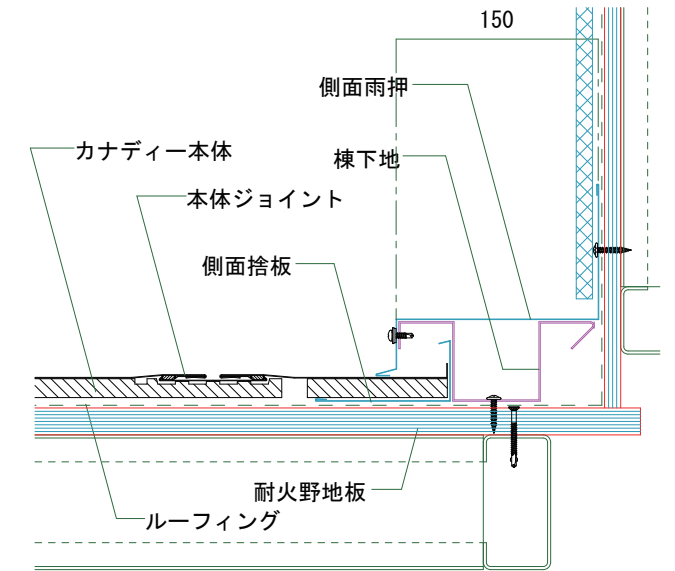 150
側面雨押
カナディー本体
棟下地
本体ジョイント
側面捨板
耐火野地板
ルーフィング